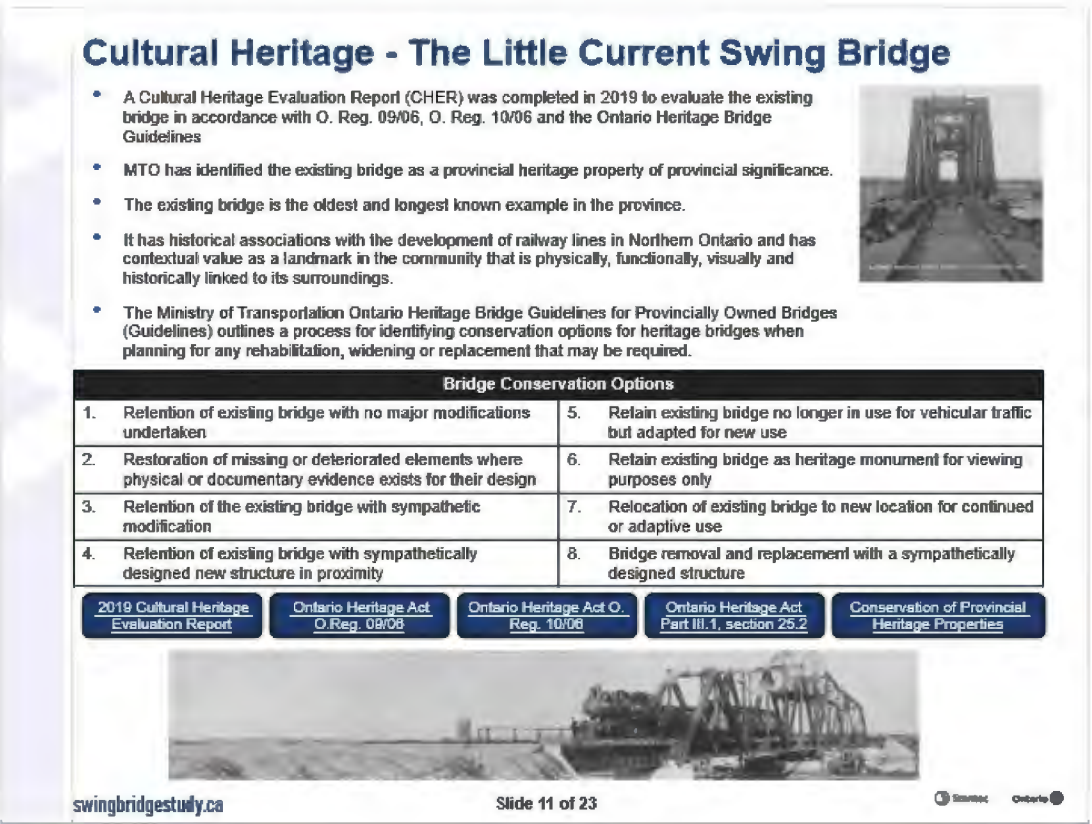 Cultural Heritage - The Little Current Swing Bridge
• A Cultural Heritage Evaluation Report (CHER) was completed in 2019 to evaluate the existing
bridge in accordance with O. Reg. 09/06, O. Reg. 10/06 and the Ontario Heritage Bridge
Guidelines
• MTO has identified the existing bridge as a provincial heritage property of provincial significance.
• The existing bridge is the oldest and longest known example in the province.
• It has historical associations with the development of railway lines in Northern Ontario and has
contextual value as a landmark in the community that is physically, functionally, visually and
historically linked to its surroundings.
• The Ministry of Transportation Ontario Heritage Bridge Guidelines for Provincially Owned Bridges
(Guidelines) outlines a process for identifying conservation options for heritage bridges when
planning for any rehabilitation, widening or replacement that may be required.
Bridge Conservation Options
1. Retention of existing bridge with no major modifications
undertaken
5. Retain existing bridge no longer in use for vehicular traffic
but adapted for new use
2. Restoration of missing or deteriorated elements where
physical or documentary evidence exists for their design
6. Retain existing bridge as heritage monument for viewing
purposes only
3. Retention of the existing bridge with sympathetic
modification
7. Relocation of existing bridge to new location for continued
or adaptive use
4. Retention of existing bridge with sympathetically
designed new structure in proximity
8. Bridge removal and replacement with a sympathetically
designed structure
2019 Cultural Heritage
Evaluation Report
Ontario Heritage Act
O.Reg. 09/06
Ontario Heritage Act O.
Reg. 10/06
Ontario Heritage Act
Part III.1, section 25.2
Conservation of Provincial
Heritage Properties
swingbridgestudy.ca
Slide 11 of 23
Stantec
Ontario